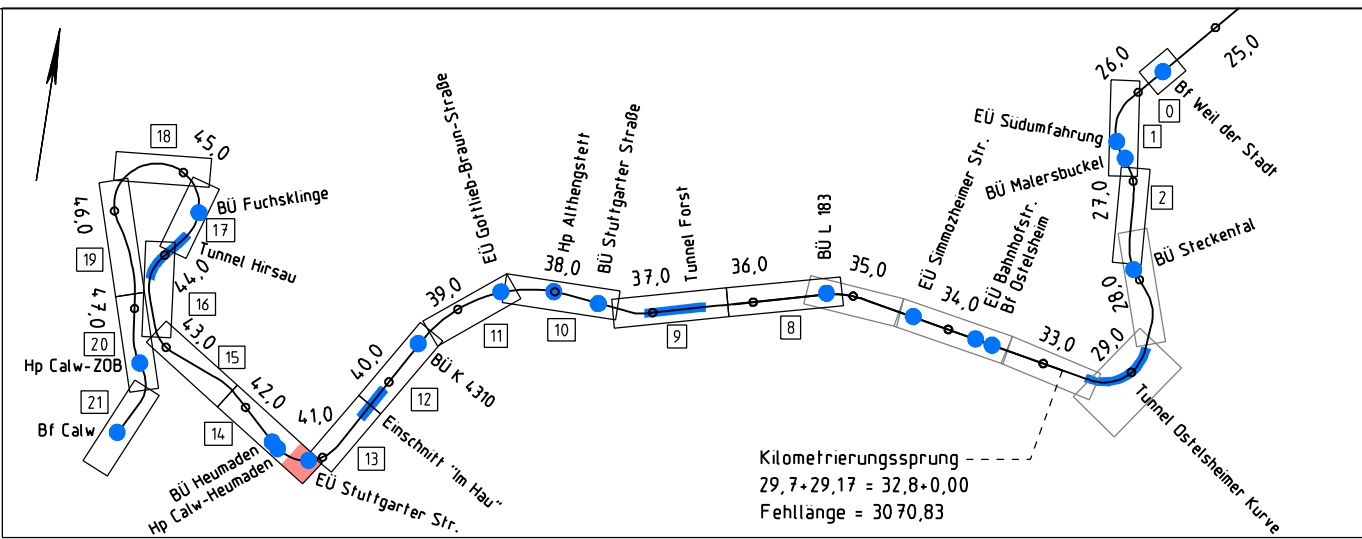 25,0
26,0
Bf Weil der Stadt
0
1
EÜ Südumfahrung
BÜ Malersbuckel
2
27,0
BÜ Steckental
28,0
29,0
Tunnel Ostelsheimer Kurve
33,0
EÜ Bahnhofstr.
Bf Ostelsheim
34,0
EÜ Simmozheimer Str.
35,0
BÜ L 183
36,0
8
Tunnel Forst
37,0
9
BÜ Stuttgarter Straße
Hp Althengstett
38,0
10
EÜ Gottlieb-Braun-Straße
11
39,0
BÜ K 4310
12
40,0
Einschnitt "Im Hau"
13
41,0
EÜ Stuttgarter Str.
Hp Calw-Heumaden
BÜ Heumaden
14
42,0
15
43,0
16
44,0
Tunnel Hirsau
17
BÜ Fuchsklinge
45,0
18
46,0
19
47,0
20
Hp Calw-ZOB
21
Bf Calw
Kilometrierungssprung
29,7+29,17 = 32,8+0,00
Fehllänge = 3070,83